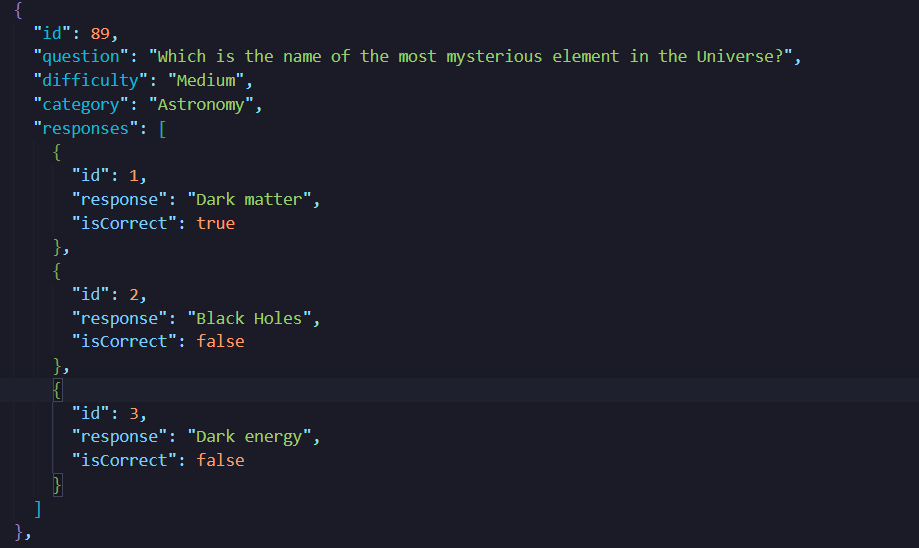 {
"id": 89,
"question": "Which is the name of the most mysterious element in the Universe?",
"difficulty": "Medium",
"category": "Astronomy",
"responses": [
{
"id": 1,
"response": "Dark matter",
"isCorrect": true
},
{
"id": 2,
"response": "Black Holes",
"isCorrect": false
},
{
"id": 3,
"response": "Dark energy",
"isCorrect": false
}
]
},